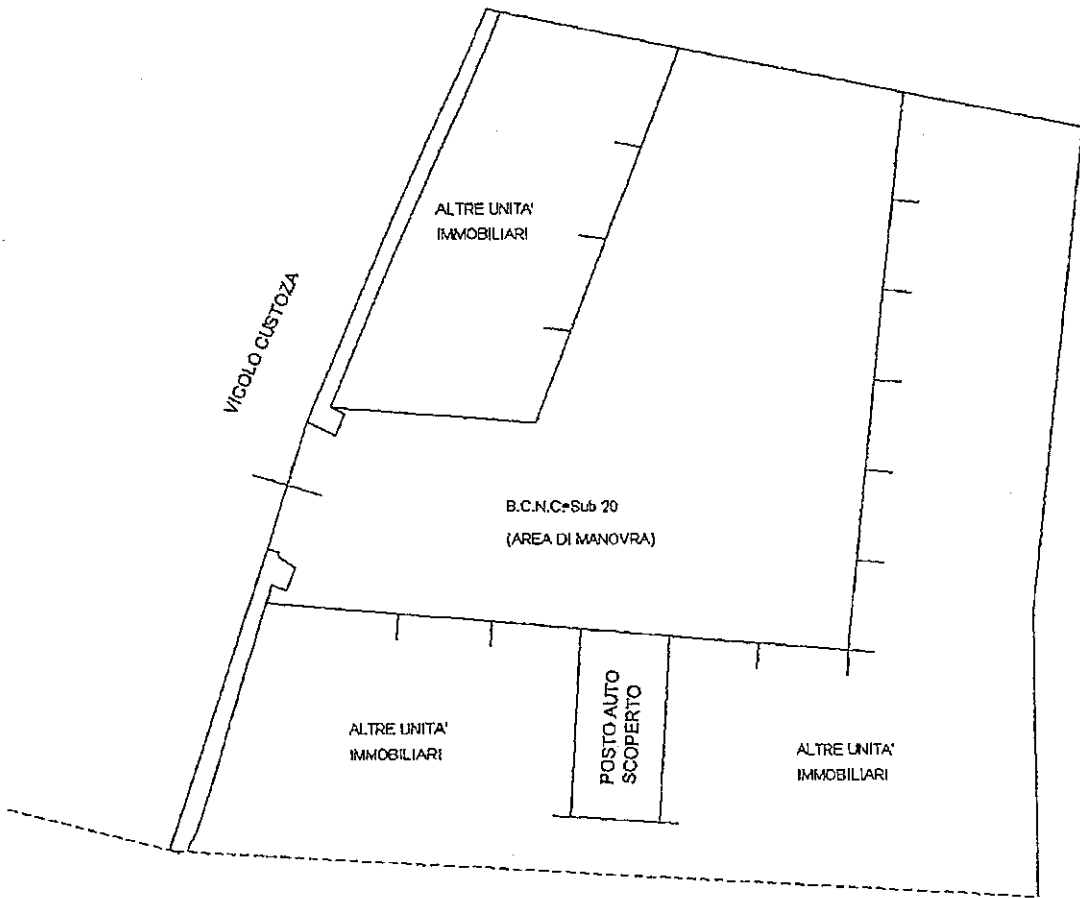 ALTRE UNITA'
IMMOBILIARI
VICOLO CUSTOZA
B.C.N.C. Sub 20
(AREA DI MANOVRA)
ALTRE UNITA'
IMMOBILIARI
POSTO AUTO
SCOPERTO
ALTRE UNITA'
IMMOBILIARI